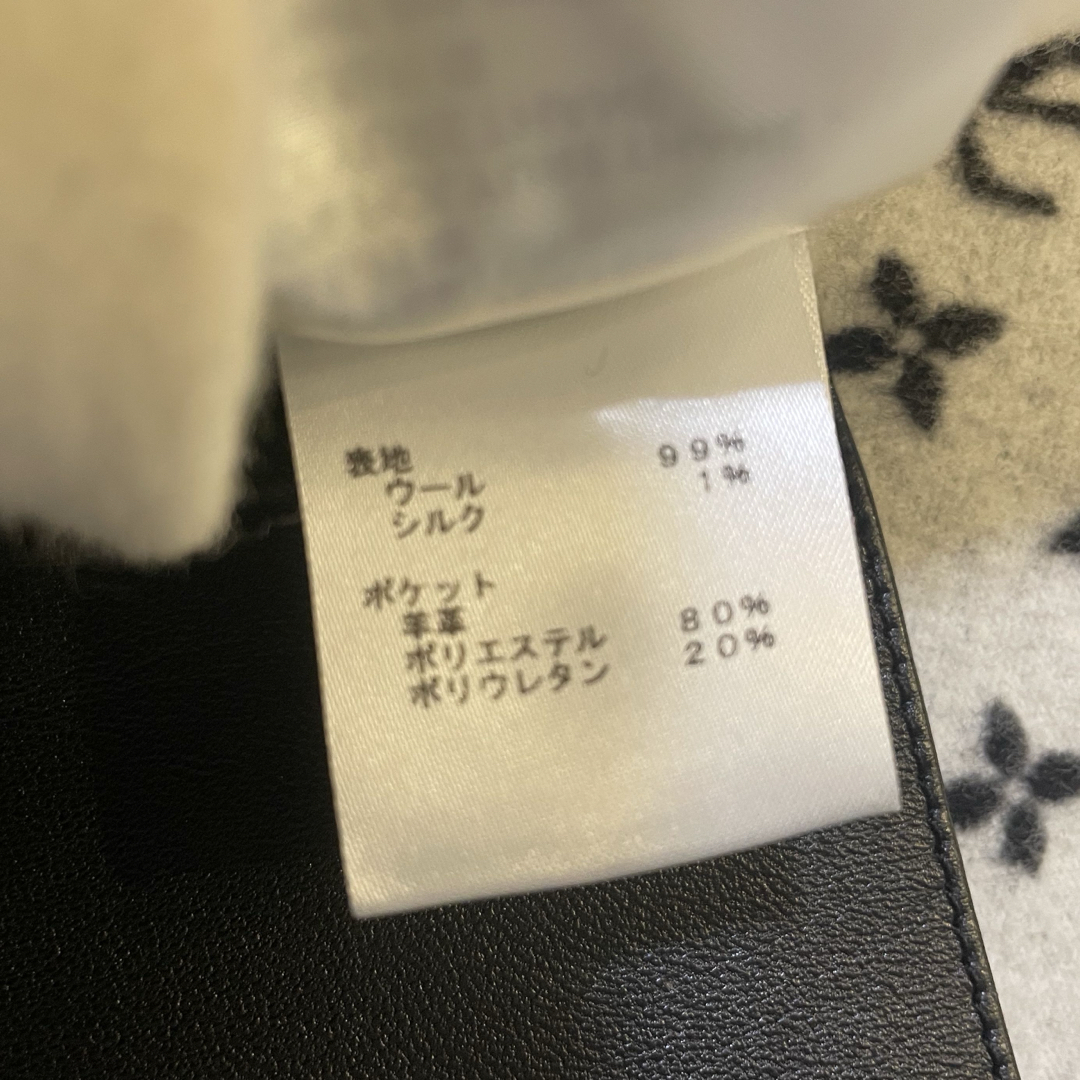 表地
ウール 99%
シルク 1%
ポケット
羊革
ポリエステル 80%
ポリウレタン 20%